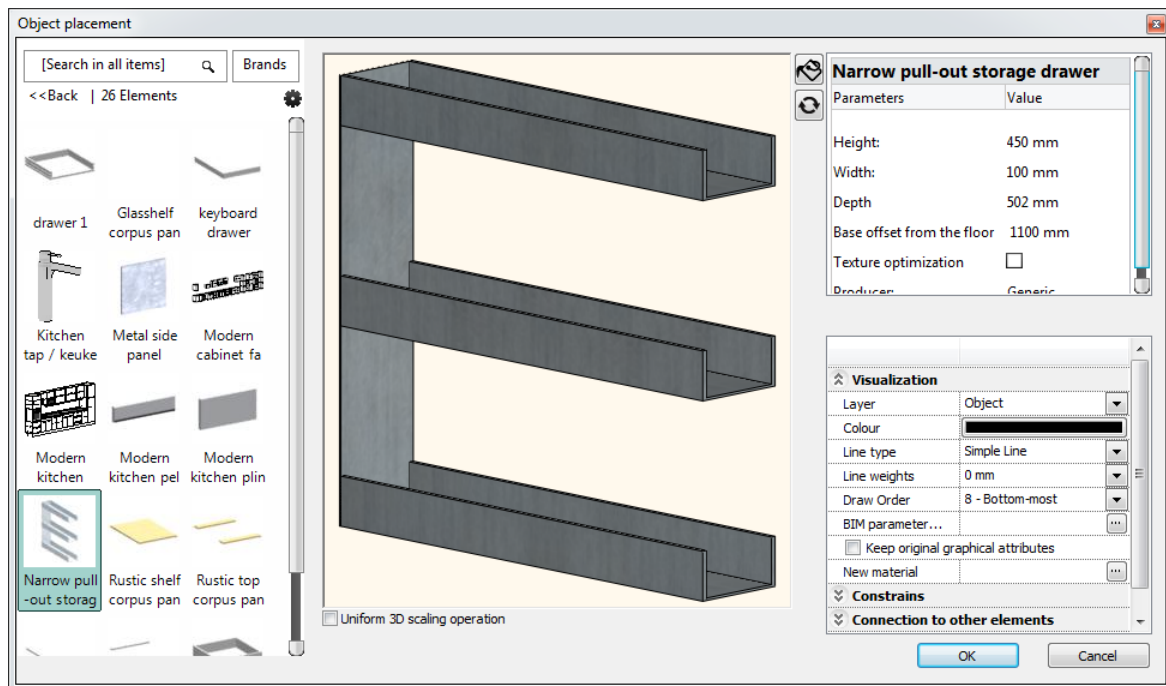 Object placement
[Search in all items]
Brands
<<Back | 26 Elements
drawer 1
Glasshelf
corpus pan
keyboard
drawer
Kitchen
tap / keuke
Metal side
panel
Modern
cabinet fa
Modern
kitchen
Modern
kitchen pel
Modern
kitchen plin
Narrow pull
-out storag
Rustic shelf
corpus pan
Rustic top
corpus pan
Uniform 3D scaling operation
Narrow pull-out storage drawer
Parameters Value
Height: 450 mm
Width: 100 mm
Depth 502 mm
Base offset from the floor 1100 mm
Texture optimization
Producer: Generic
Visualization
Layer Object
Colour
Line type Simple Line
Line weights 0 mm
Draw Order 8 - Bottom-most
BIM parameter... ...
Keep original graphical attributes
New material ...
Constrains
Connection to other elements
OK Cancel